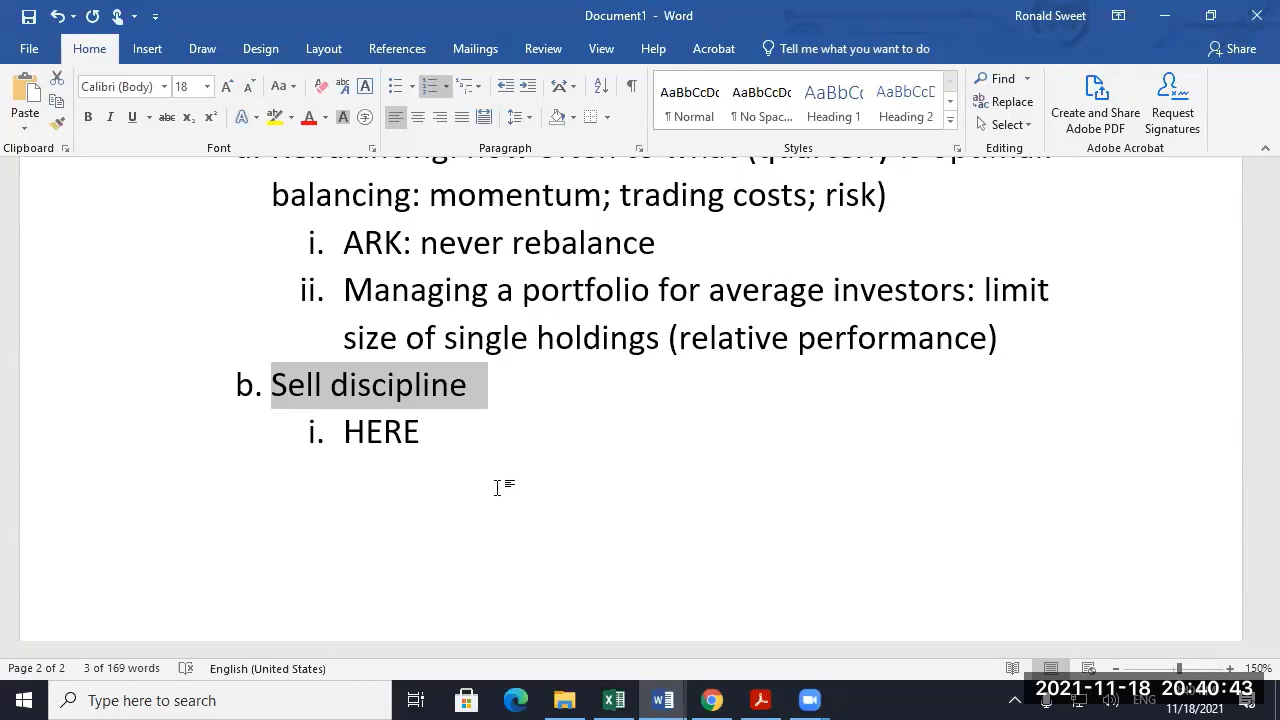 Document1 - Word
Ronald Sweet
File Home Insert Draw Design Layout References Mailings Review View Help Acrobat Tell me what you want to do Share
Paste
Calibri (Body) 18
AaBbCcDc AaBbCcDc AaBbCc AaBbCcD
¶ Normal ¶ No Spac... Heading 1 Heading 2
Find
Replace
Select
Create and Share Adobe PDF
Request Signatures
Clipboard Font Paragraph Styles Editing Adobe Acrobat
balancing: momentum; trading costs; risk)
i. ARK: never rebalance
ii. Managing a portfolio for average investors: limit
size of single holdings (relative performance)
b. Sell discipline
i. HERE
Page 2 of 2 3 of 169 words English (United States) 150%
Type here to search
2021-11-18 20:40:43
ENG
11/18/2021